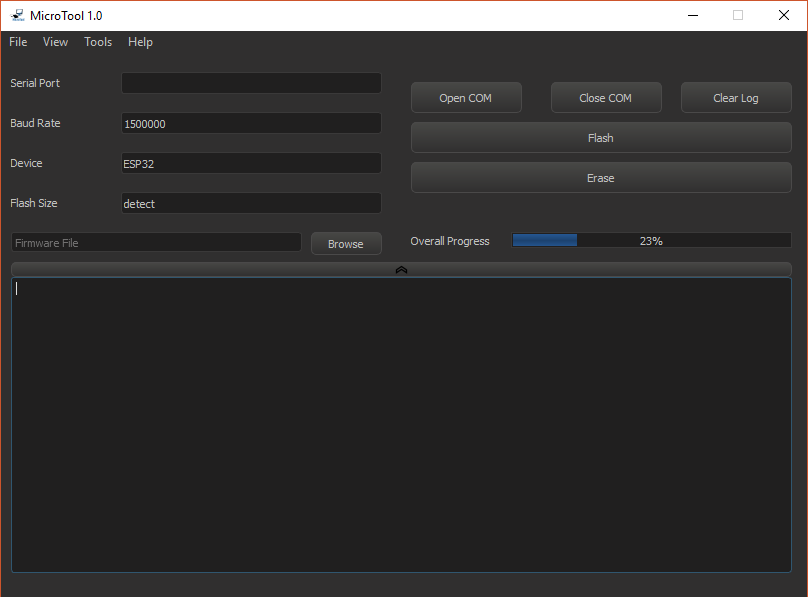 MicroTool 1.0
File View Tools Help
Serial Port
Open COM Close COM Clear Log
Baud Rate 1500000
Flash
Device ESP32
Erase
Flash Size detect
Firmware File Browse Overall Progress 23%